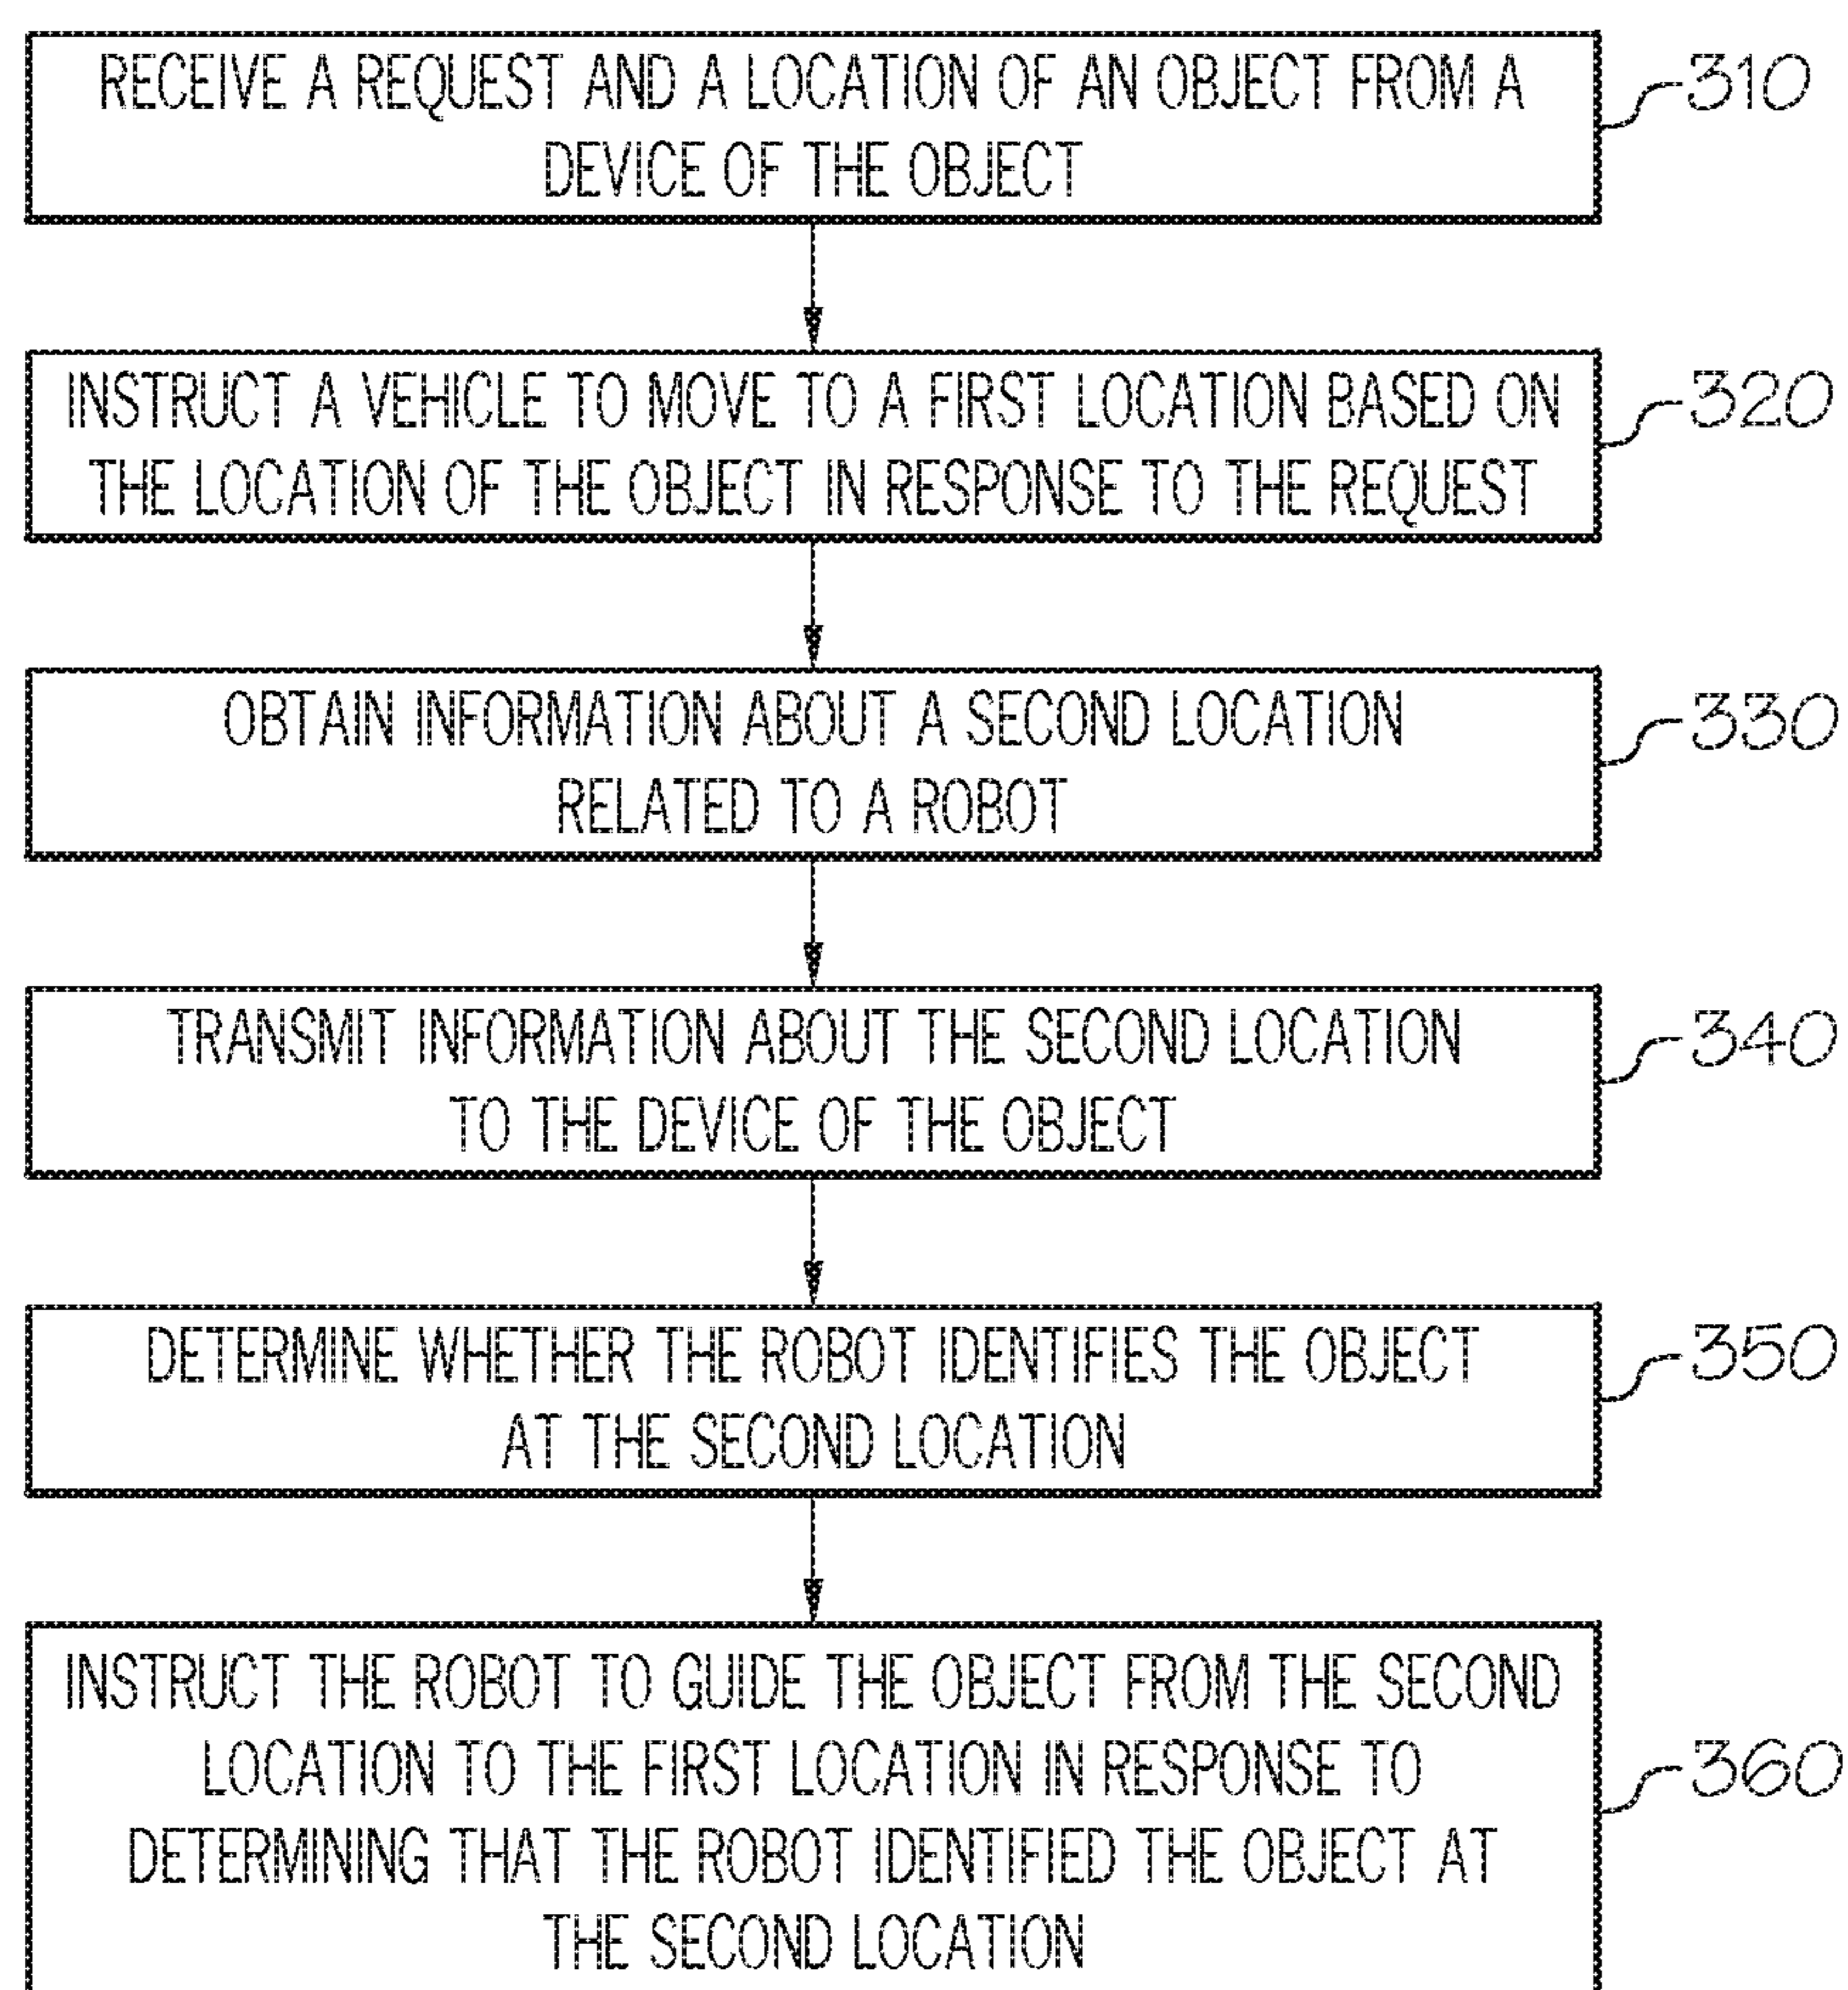 RECEIVE A REQUEST AND A LOCATION OF AN OBJECT FROM A
DEVICE OF THE OBJECT
310
INSTRUCT A VEHICLE TO MOVE TO A FIRST LOCATION BASED ON
THE LOCATION OF THE OBJECT IN RESPONSE TO THE REQUEST
320
OBTAIN INFORMATION ABOUT A SECOND LOCATION
RELATED TO A ROBOT
330
TRANSMIT INFORMATION ABOUT THE SECOND LOCATION
TO THE DEVICE OF THE OBJECT
340
DETERMINE WHETHER THE ROBOT IDENTIFIES THE OBJECT
AT THE SECOND LOCATION
350
INSTRUCT THE ROBOT TO GUIDE THE OBJECT FROM THE SECOND
LOCATION TO THE FIRST LOCATION IN RESPONSE TO
DETERMINING THAT THE ROBOT IDENTIFIED THE OBJECT AT
THE SECOND LOCATION
360